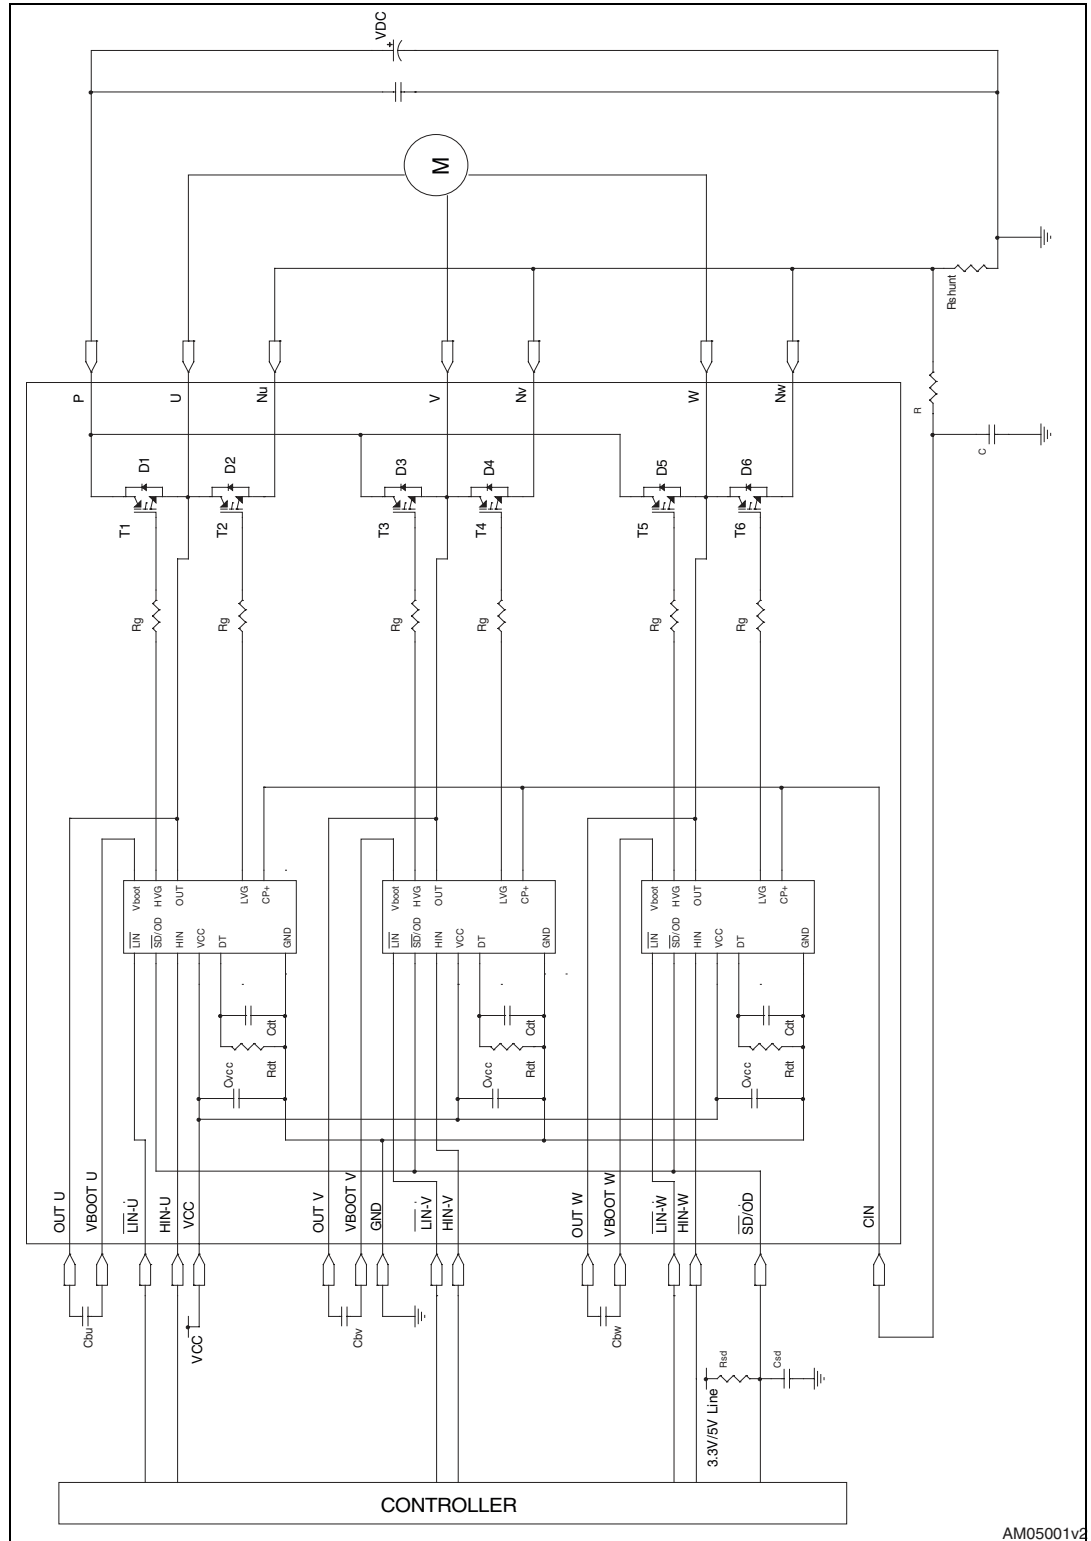 VDC
+
M
Rshunt
P
U
Nu
V
Nv
W
Nw
R
C
D1
D2
D3
D4
D5
D6
T1
T2
T3
T4
T5
T6
Rg
Rg
Rg
Rg
Rg
Rg
Vboot
HVG
OUT
LVG
CP+
Vboot
HVG
OUT
LVG
CP+
Vboot
HVG
OUT
LVG
CP+
LIN
SD/OD
HIN
VCC
DT
GND
LIN
SD/OD
HIN
VCC
DT
GND
LIN
SD/OD
HIN
VCC
DT
GND
Cdt
Rdt
Cvcc
Cdt
Rdt
Cvcc
Cdt
Rdt
Cvcc
OUT U
VBOOT U
LIN-U
HIN-U
VCC
OUT V
VBOOT V
GND
LIN-V
HIN-V
OUT W
VBOOT W
LIN-W
HIN-W
SD/OD
CIN
Cbu
VCC
Cbv
Cbw
3.3V/5V Line
Rsd
Csd
CONTROLLER
AM05001v2